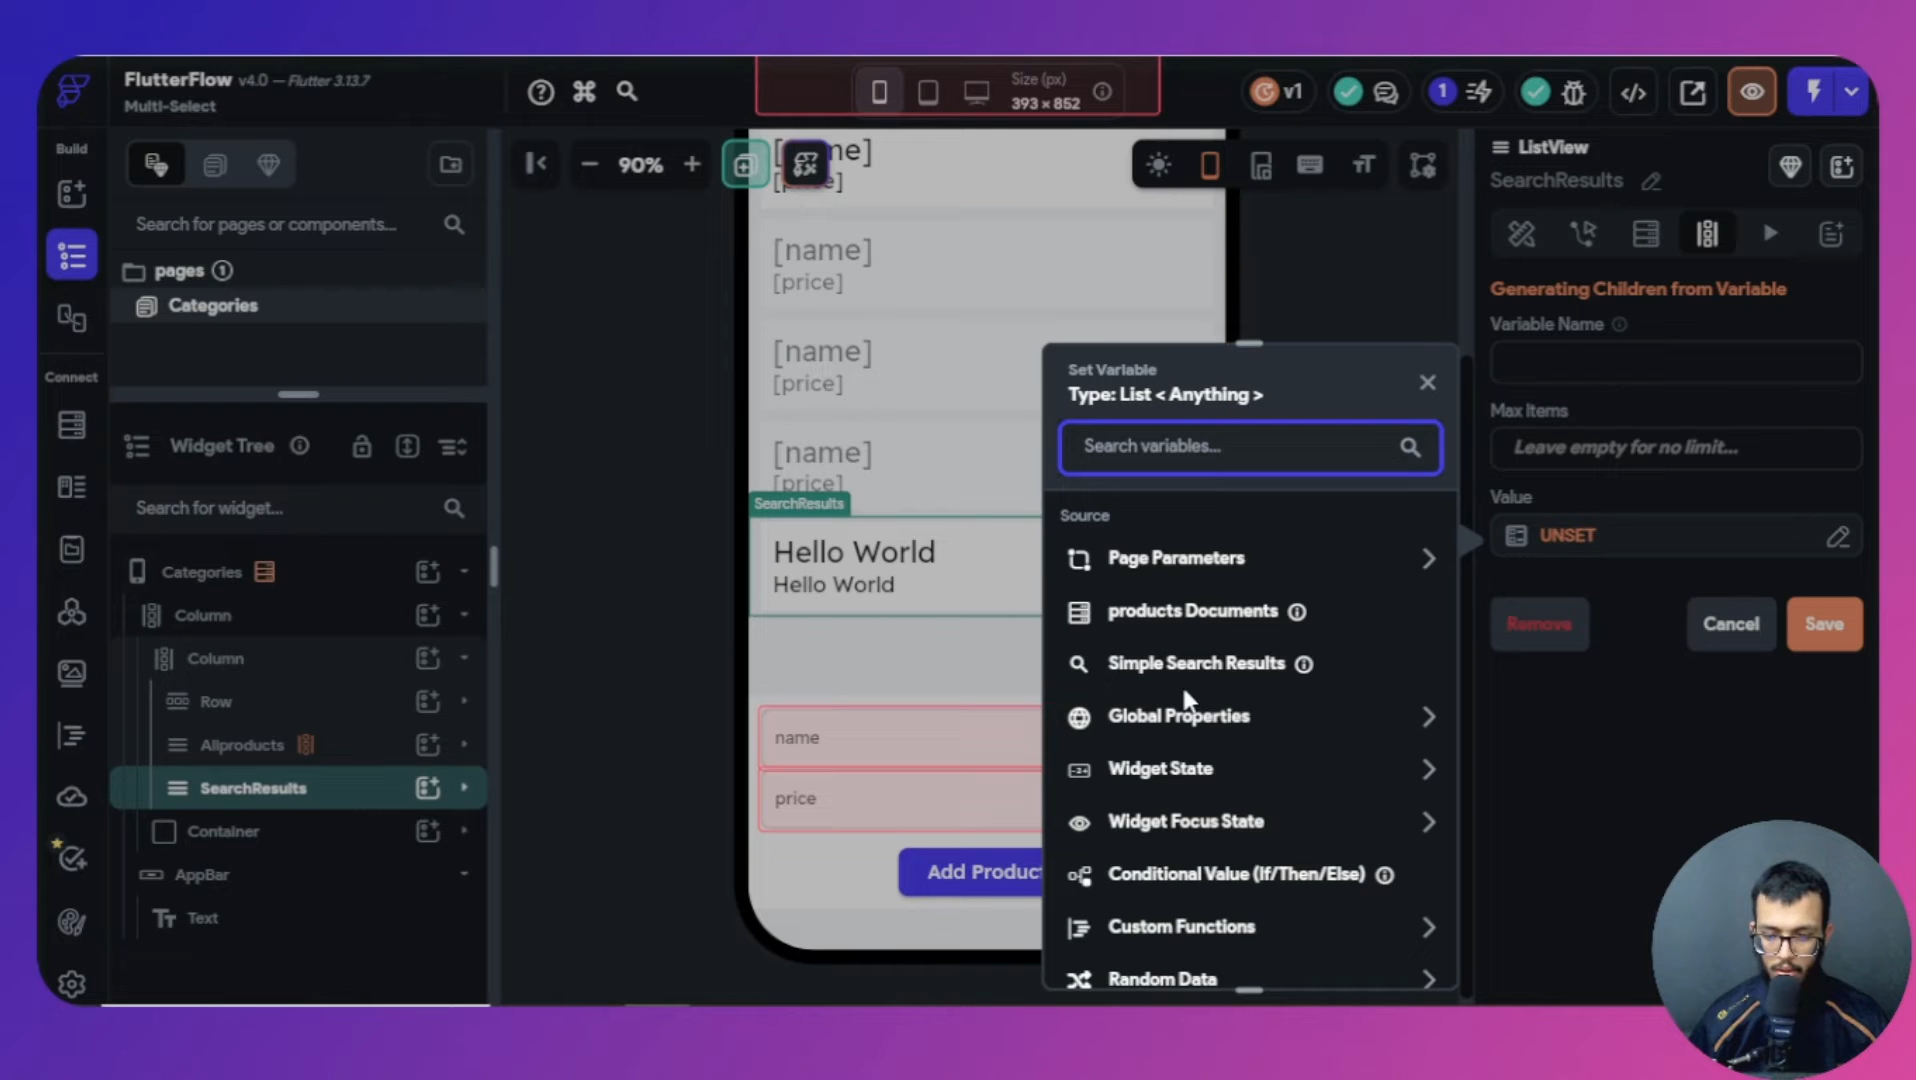 FlutterFlow v4.0 — Flutter 3.13.7
Multi-Select
Size (px)
393 × 852
v1
1
Build
Connect
Search for pages or components...
pages 1
Categories
Widget Tree
Search for widget...
Categories
Column
Column
Row
Allproducts
SearchResults
Container
AppBar
Text
90%
[price]
[name]
[price]
[name]
[price]
[name]
[price]
SearchResults
Hello World
Hello World
name
price
Set Variable
Type: List < Anything >
Search variables...
Source
Page Parameters
products Documents
Simple Search Results
Global Properties
Widget State
Widget Focus State
Conditional Value (If/Then/Else)
Custom Functions
Random Data
ListView
SearchResults
Generating Children from Variable
Variable Name
Max Items
Leave empty for no limit...
Value
UNSET
Remove
Cancel
Save
Add Produc